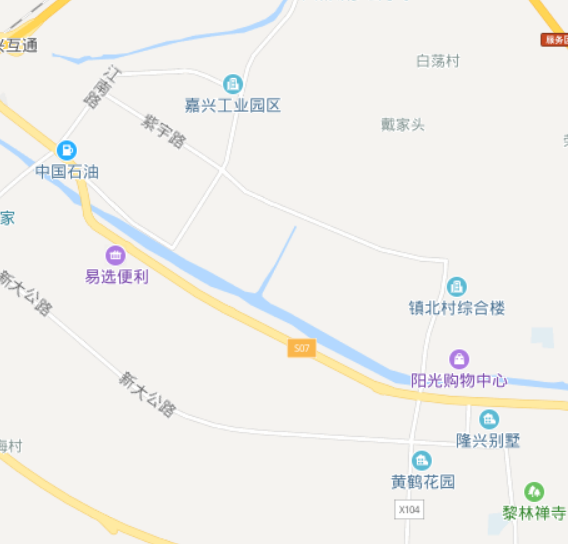 兴互通
服务区
白荡村
江南路
嘉兴工业园区
紫宇路
戴家头
中国石油
家
易选便利
新大公路
镇北村综合楼
S07
阳光购物中心
新大公路
隆兴别墅
海村
黄鹤花园
X104
黎林禅寺